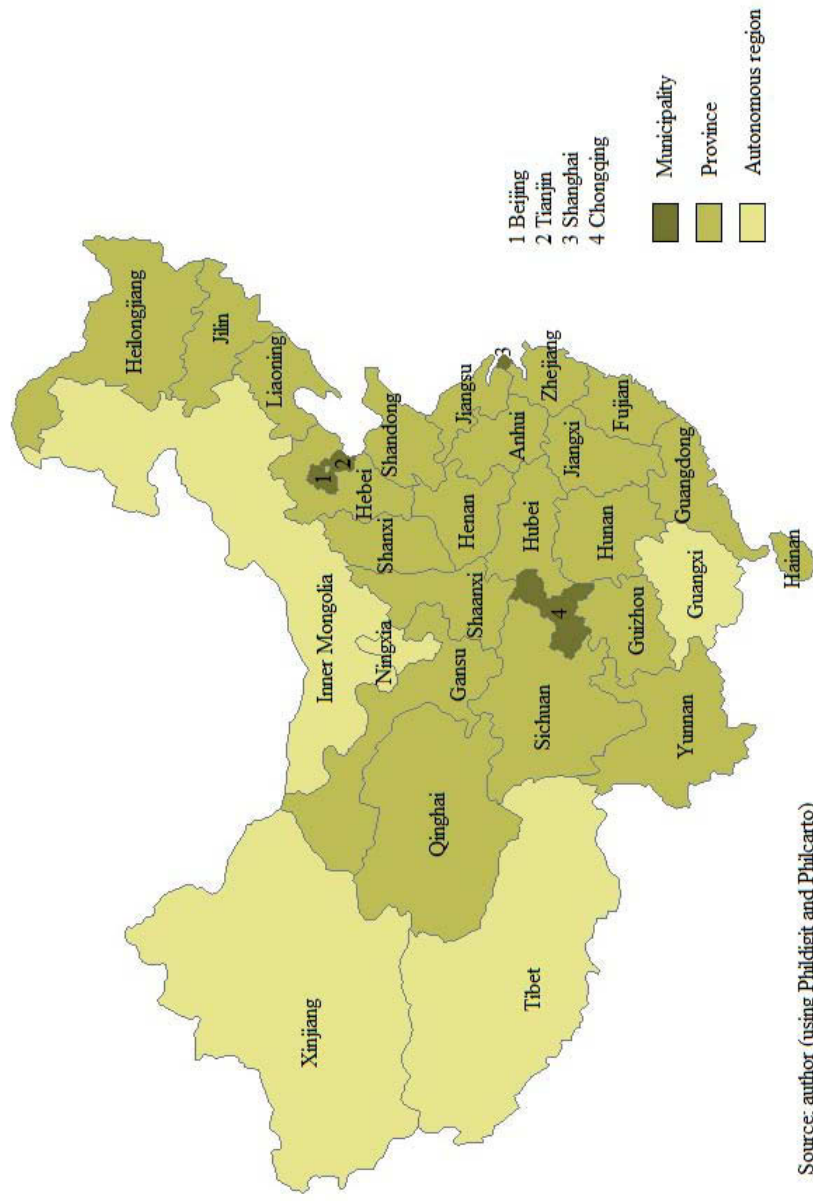 Heilongjiang
Jilin
Liaoning
Inner Mongolia
Xinjiang
1
2
Hebei
Shanxi
Shandong
Ningxia
Gansu
Qinghai
Shaanxi
Henan
Jiangsu
3
Anhui
Hubei
Zhejiang
4
Sichuan
Tibet
Jiangxi
Hunan
Fujian
Guizhou
Yunnan
Guangxi
Guangdong
Hainan
1 Beijing
2 Tianjin
3 Shanghai
4 Chongqing
Municipality
Province
Autonomous region
Source: author (using Phildigit and Philcarto)